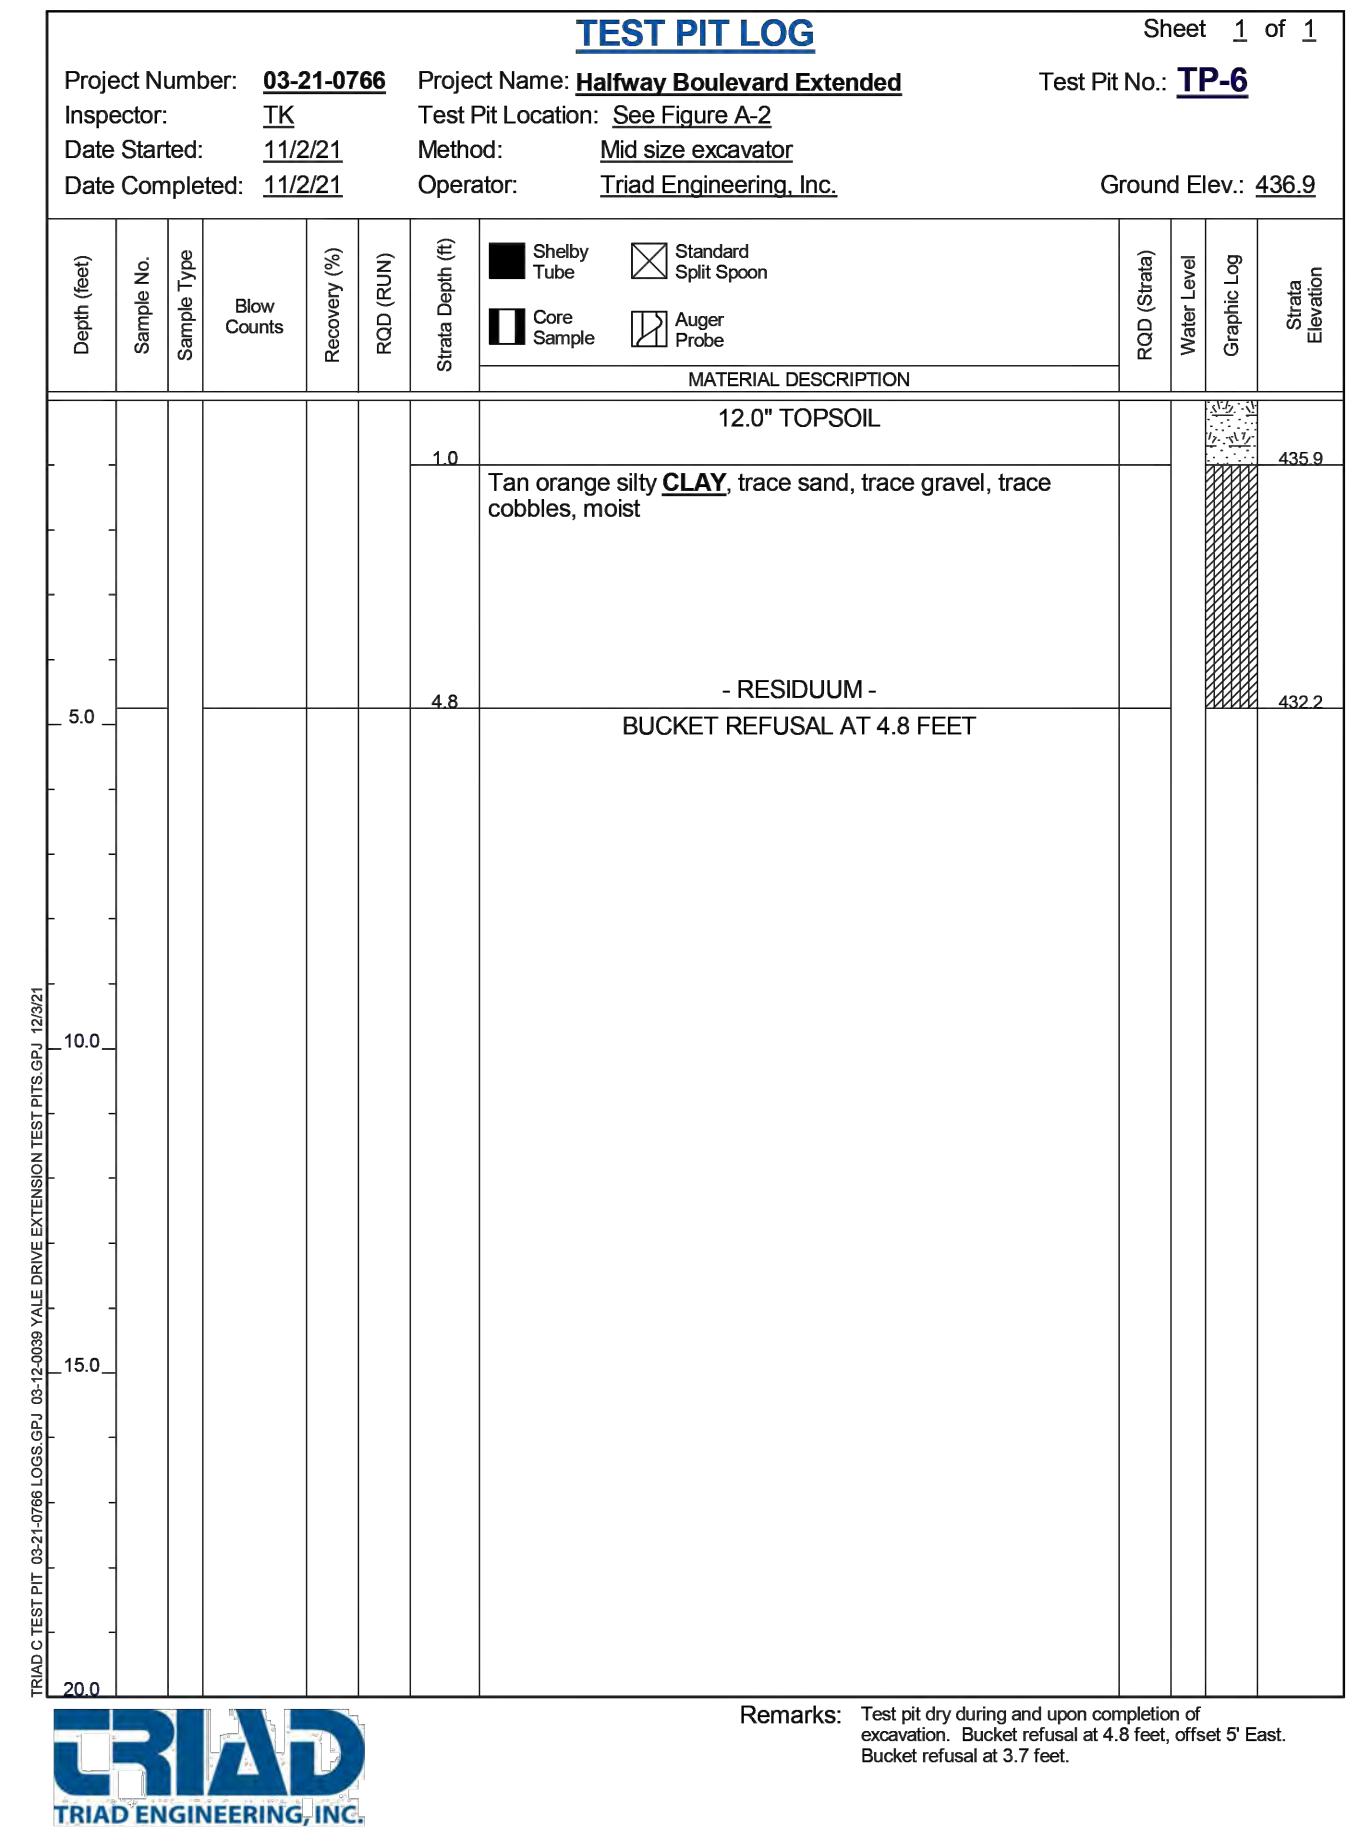 TEST PIT LOG
Sheet 1 of 1
Project Number: 03-21-0766 Project Name: Halfway Boulevard Extended Test Pit No.: TP-6
Inspector: TK Test Pit Location: See Figure A-2
Date Started: 11/2/21 Method: Mid size excavator
Date Completed: 11/2/21 Operator: Triad Engineering, Inc. Ground Elev.: 436.9
Depth (feet)
Sample No.
Sample Type
Blow
Counts
Recovery (%)
RQD (RUN)
Strata Depth (ft)
Shelby
Tube
Standard
Split Spoon
Core
Sample
Auger
Probe
MATERIAL DESCRIPTION
RQD (Strata)
Water Level
Graphic Log
Strata
Elevation
12.0" TOPSOIL
1.0 435.9
Tan orange silty CLAY, trace sand, trace gravel, trace
cobbles, moist
- RESIDUUM -
4.8 432.2
5.0 BUCKET REFUSAL AT 4.8 FEET
10.0
15.0
20.0
TRIAD C TEST PIT 03-21-0766 LOGS.GPJ 03-12-0039 YALE DRIVE EXTENSION TEST PITS.GPJ 12/3/21
TRIAD
TRIAD ENGINEERING, INC.
Remarks: Test pit dry during and upon completion of
excavation. Bucket refusal at 4.8 feet, offset 5' East.
Bucket refusal at 3.7 feet.